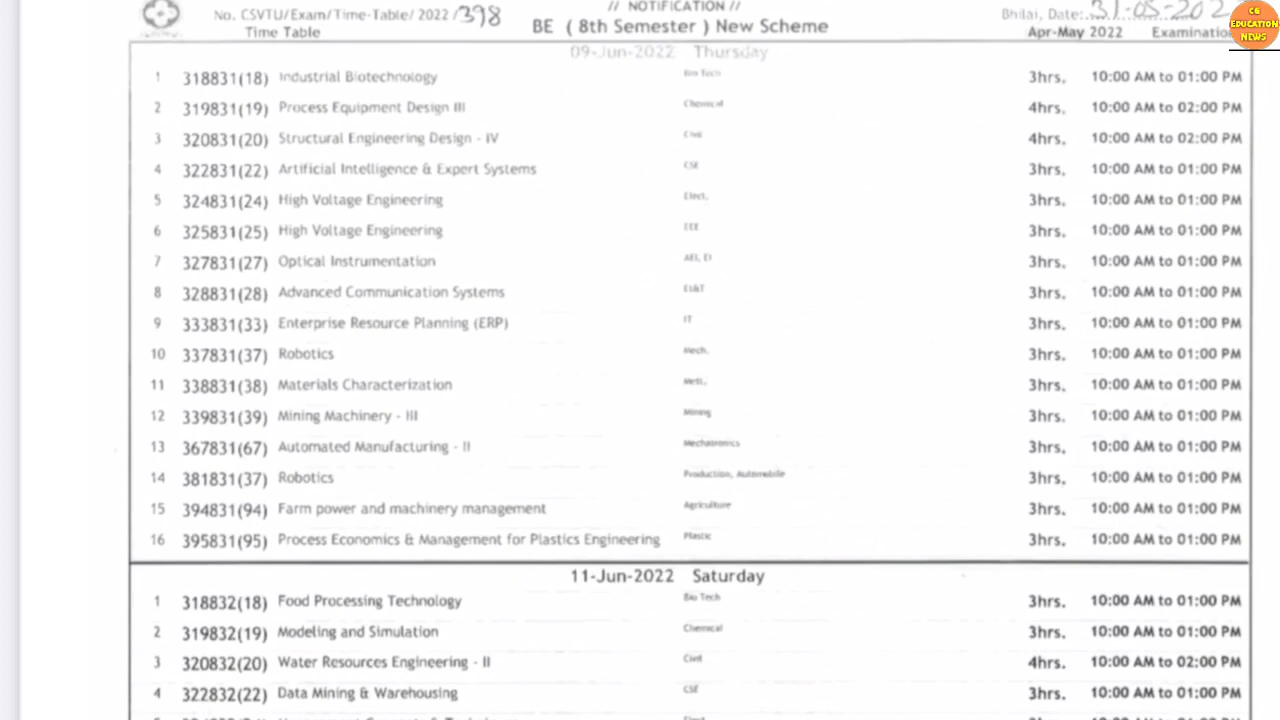 // NOTIFICATION //
No. CSVTU/Exam/Time-Table/ 2022 /398 Bhilai, Date:
CG EDUCATION NEWS
Time Table BE ( 8th Semester ) New Scheme Apr-May 2022 Examination
09-Jun-2022 Thursday
1 318831(18) Industrial Biotechnology Bio Tech 3hrs. 10:00 AM to 01:00 PM
2 319831(19) Process Equipment Design III Chemical 4hrs. 10:00 AM to 02:00 PM
3 320831(20) Structural Engineering Design - IV Civil 4hrs. 10:00 AM to 02:00 PM
4 322831(22) Artificial Intelligence & Expert Systems CSE 3hrs. 10:00 AM to 01:00 PM
5 324831(24) High Voltage Engineering Elect. 3hrs. 10:00 AM to 01:00 PM
6 325831(25) High Voltage Engineering EEE 3hrs. 10:00 AM to 01:00 PM
7 327831(27) Optical Instrumentation AEI, EI 3hrs. 10:00 AM to 01:00 PM
8 328831(28) Advanced Communication Systems Et&T 3hrs. 10:00 AM to 01:00 PM
9 333831(33) Enterprise Resource Planning (ERP) IT 3hrs. 10:00 AM to 01:00 PM
10 337831(37) Robotics Mech. 3hrs. 10:00 AM to 01:00 PM
11 338831(38) Materials Characterization Mett. 3hrs. 10:00 AM to 01:00 PM
12 339831(39) Mining Machinery - III Mining 3hrs. 10:00 AM to 01:00 PM
13 367831(67) Automated Manufacturing - II Mechatronics 3hrs. 10:00 AM to 01:00 PM
14 381831(37) Robotics Production, Automobile 3hrs. 10:00 AM to 01:00 PM
15 394831(94) Farm power and machinery management Agriculture 3hrs. 10:00 AM to 01:00 PM
16 395831(95) Process Economics & Management for Plastics Engineering Plastic 3hrs. 10:00 AM to 01:00 PM
11-Jun-2022 Saturday
1 318832(18) Food Processing Technology Bio Tech 3hrs. 10:00 AM to 01:00 PM
2 319832(19) Modeling and Simulation Chemical 3hrs. 10:00 AM to 01:00 PM
3 320832(20) Water Resources Engineering - II Civil 4hrs. 10:00 AM to 02:00 PM
4 322832(22) Data Mining & Warehousing CSE 3hrs. 10:00 AM to 01:00 PM